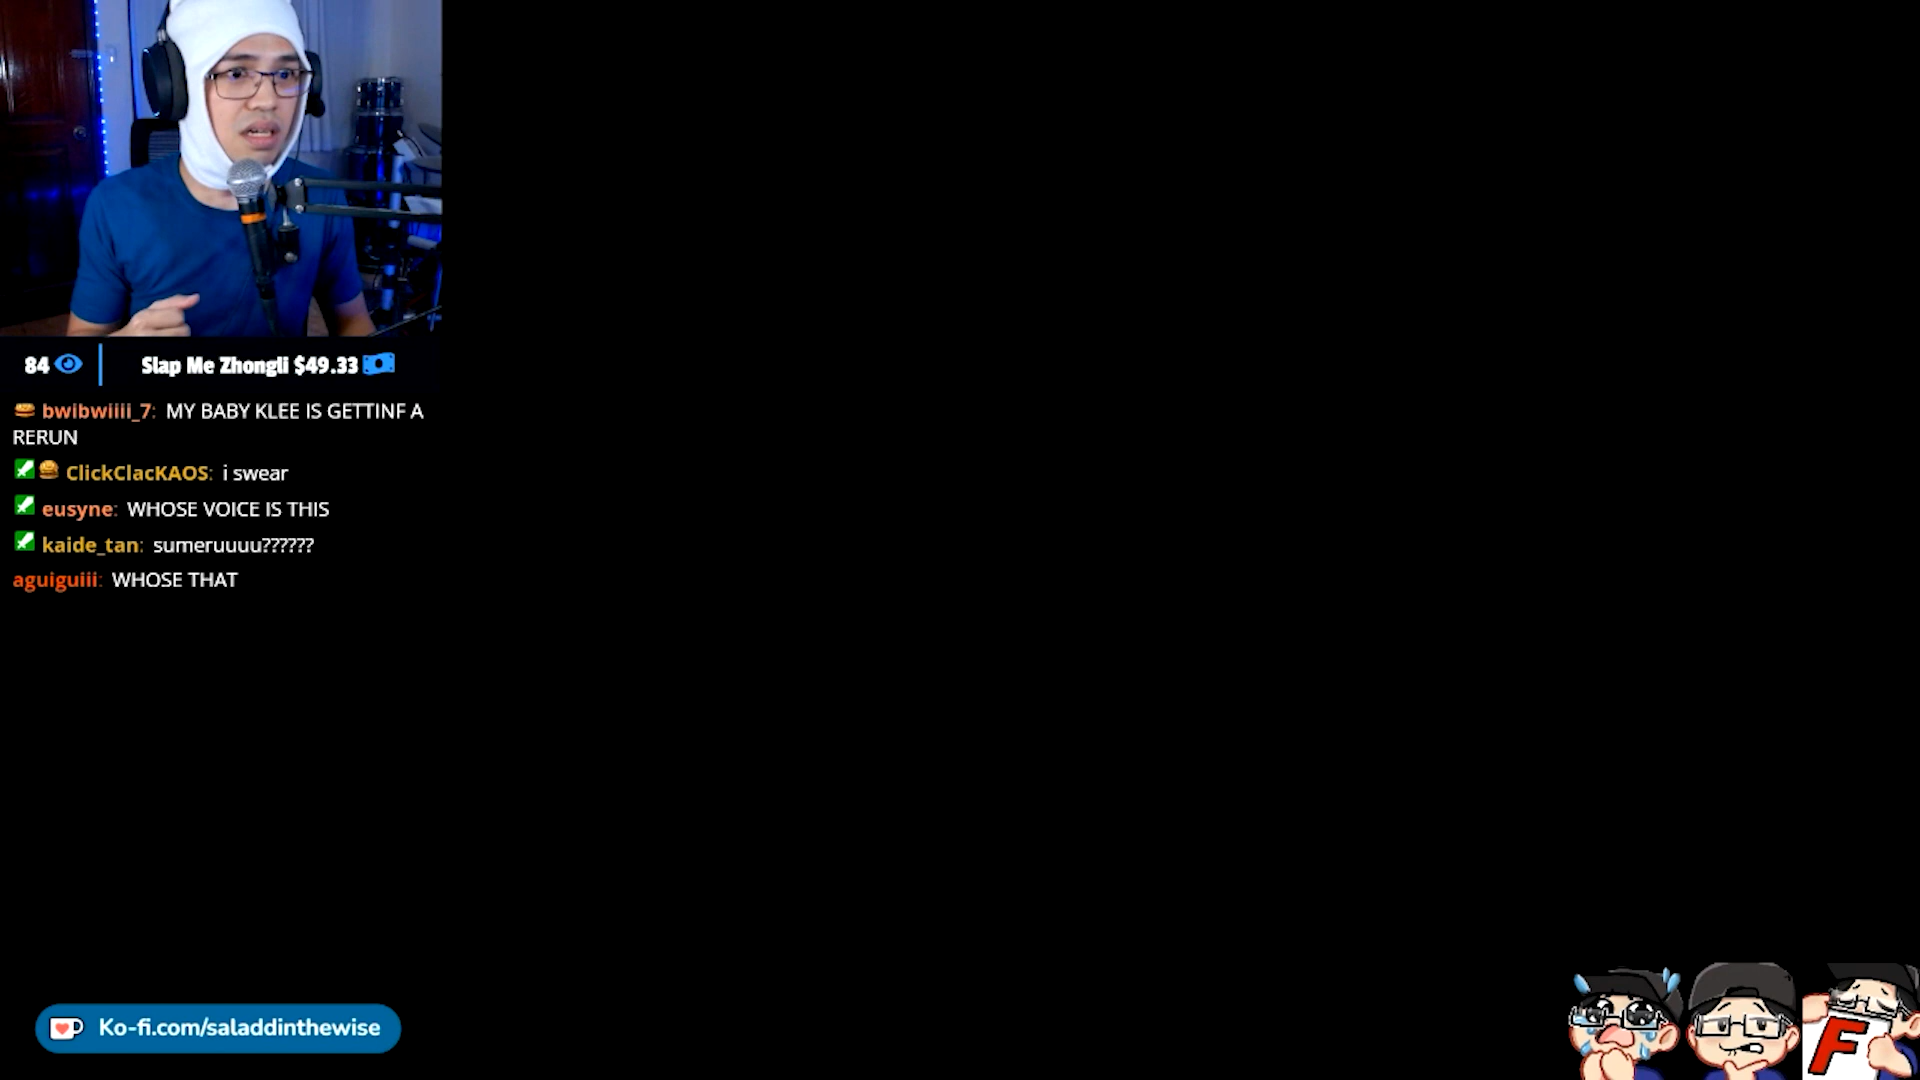 84
Slap Me Zhongli $49.33
bwibwiiii_7: MY BABY KLEE IS GETTINF A
RERUN
ClickClacKAOS: i swear
eusyne: WHOSE VOICE IS THIS
kaide_tan: sumeruuuu??????
aguiguiii: WHOSE THAT
Ko-fi.com/saladdinthewise
F